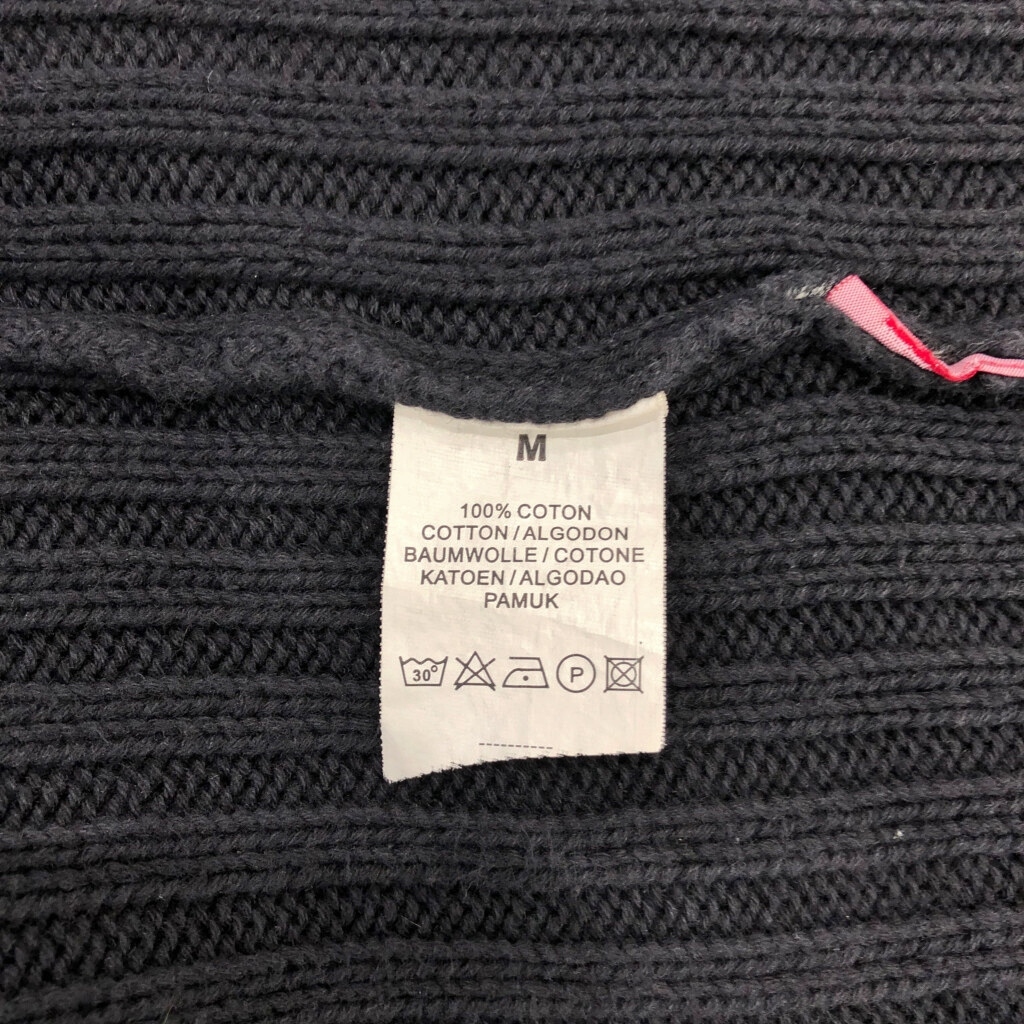 M
100% COTON
COTTON / ALGODON
BAUMWOLLE / COTONE
KATOEN / ALGODAO
PAMUK
30°
P